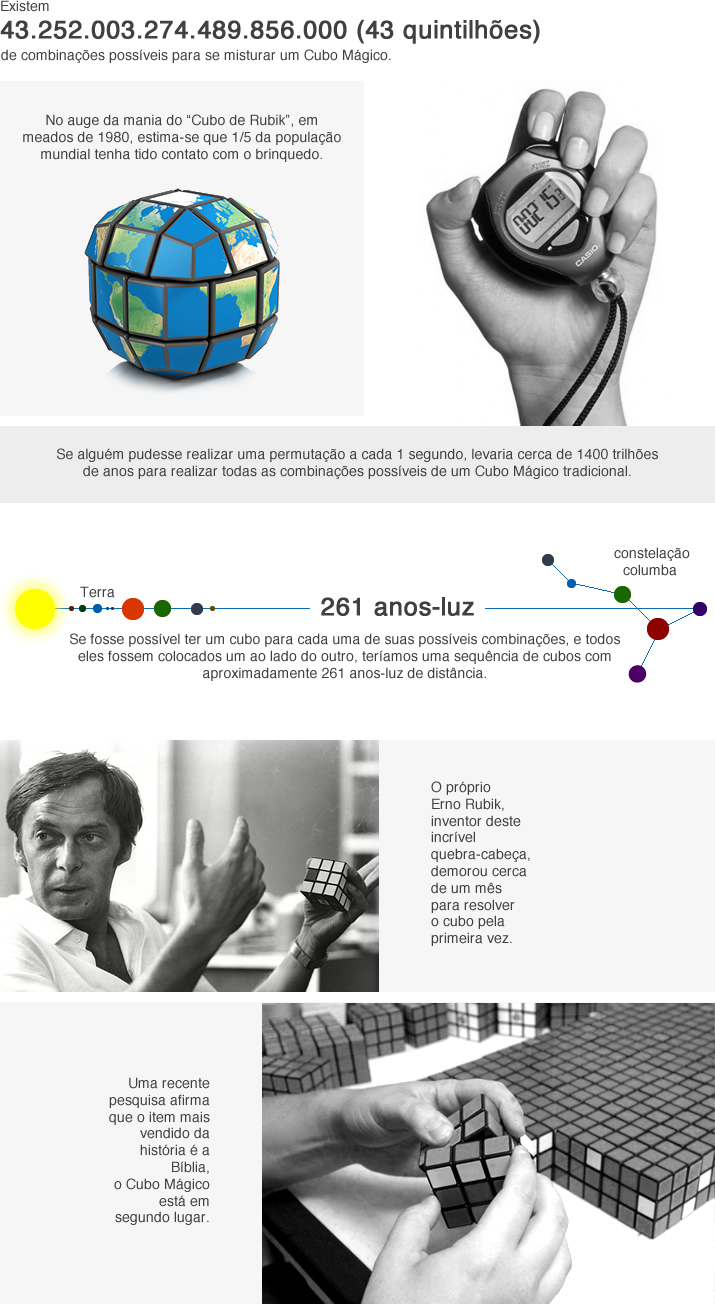 Existem
43.252.003.274.489.856.000 (43 quintilhões)
de combinações possíveis para se misturar um Cubo Mágico.
No auge da mania do “Cubo de Rubik”, em
meados de 1980, estima-se que 1/5 da população
mundial tenha tido contato com o brinquedo.
CASIO
Se alguém pudesse realizar uma permutação a cada 1 segundo, levaria cerca de 1400 trilhões
de anos para realizar todas as combinações possíveis de um Cubo Mágico tradicional.
constelação
columba
Terra
261 anos-luz
Se fosse possível ter um cubo para cada uma de suas possíveis combinações, e todos
eles fossem colocados um ao lado do outro, teríamos uma sequência de cubos com
aproximadamente 261 anos-luz de distância.
O próprio
Erno Rubik,
inventor deste
incrível
quebra-cabeça,
demorou cerca
de um mês
para resolver
o cubo pela
primeira vez.
Uma recente
pesquisa afirma
que o item mais
vendido da
história é a
Bíblia,
o Cubo Mágico
está em
segundo lugar.